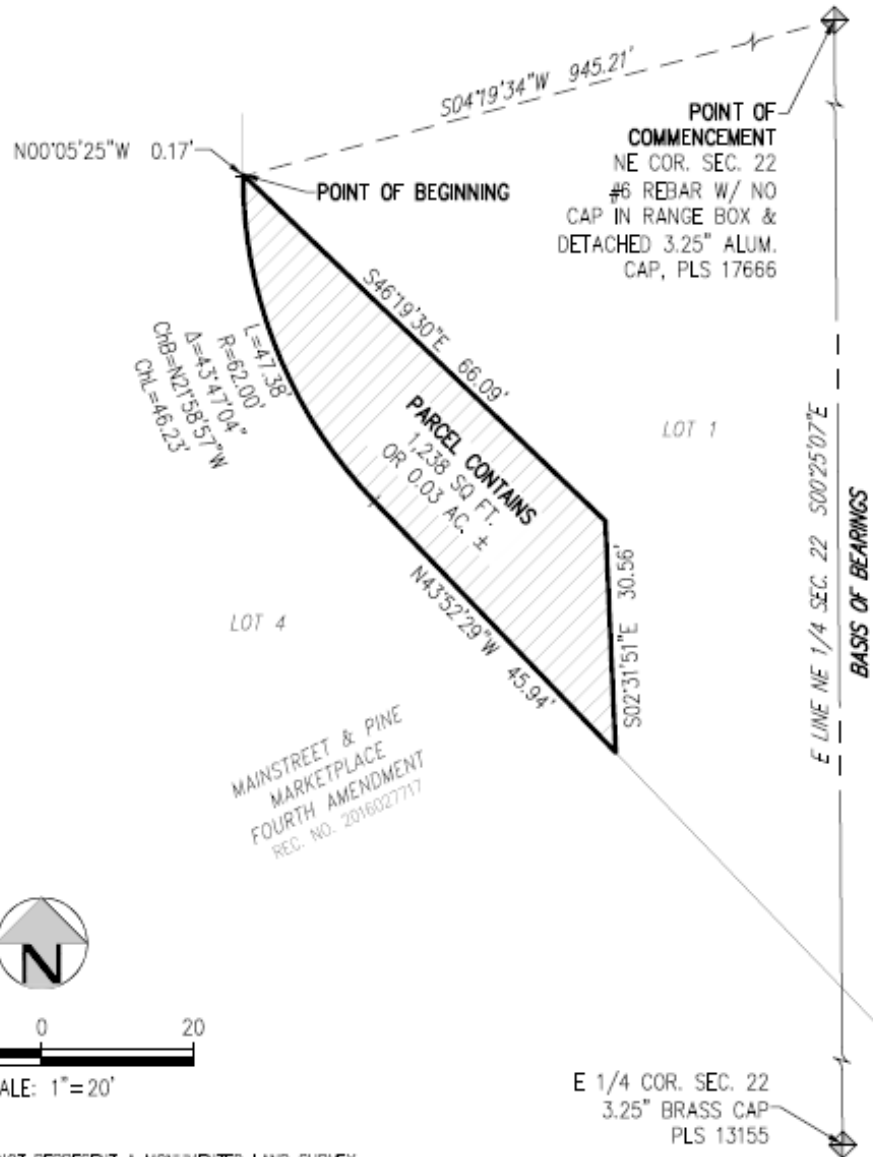 S04°19'34"W 945.21'
POINT OF
COMMENCEMENT
NE COR. SEC. 22
#6 REBAR W/ NO
CAP IN RANGE BOX &
DETACHED 3.25" ALUM.
CAP, PLS 17666
N00°05'25"W 0.17'
POINT OF BEGINNING
S46°19'30"E 66.09'
L=47.38'
R=62.00'
Δ=43°47'04"
ChB=N21°58'57"W
ChL=46.23'
PARCEL CONTAINS
1,238 SQ FT.
OR 0.03 AC. ±
LOT 1
E LINE NE 1/4 SEC. 22 S00°25'07"E
BASIS OF BEARINGS
S02°31'51"E 30.56'
N43°52'29"W 45.94'
LOT 4
MAINSTREET & PINE
MARKETPLACE
FOURTH AMENDMENT
REC. NO. 2016027717
N
0 20
ALE: 1"=20'
E 1/4 COR. SEC. 22
3.25" BRASS CAP
PLS 13155